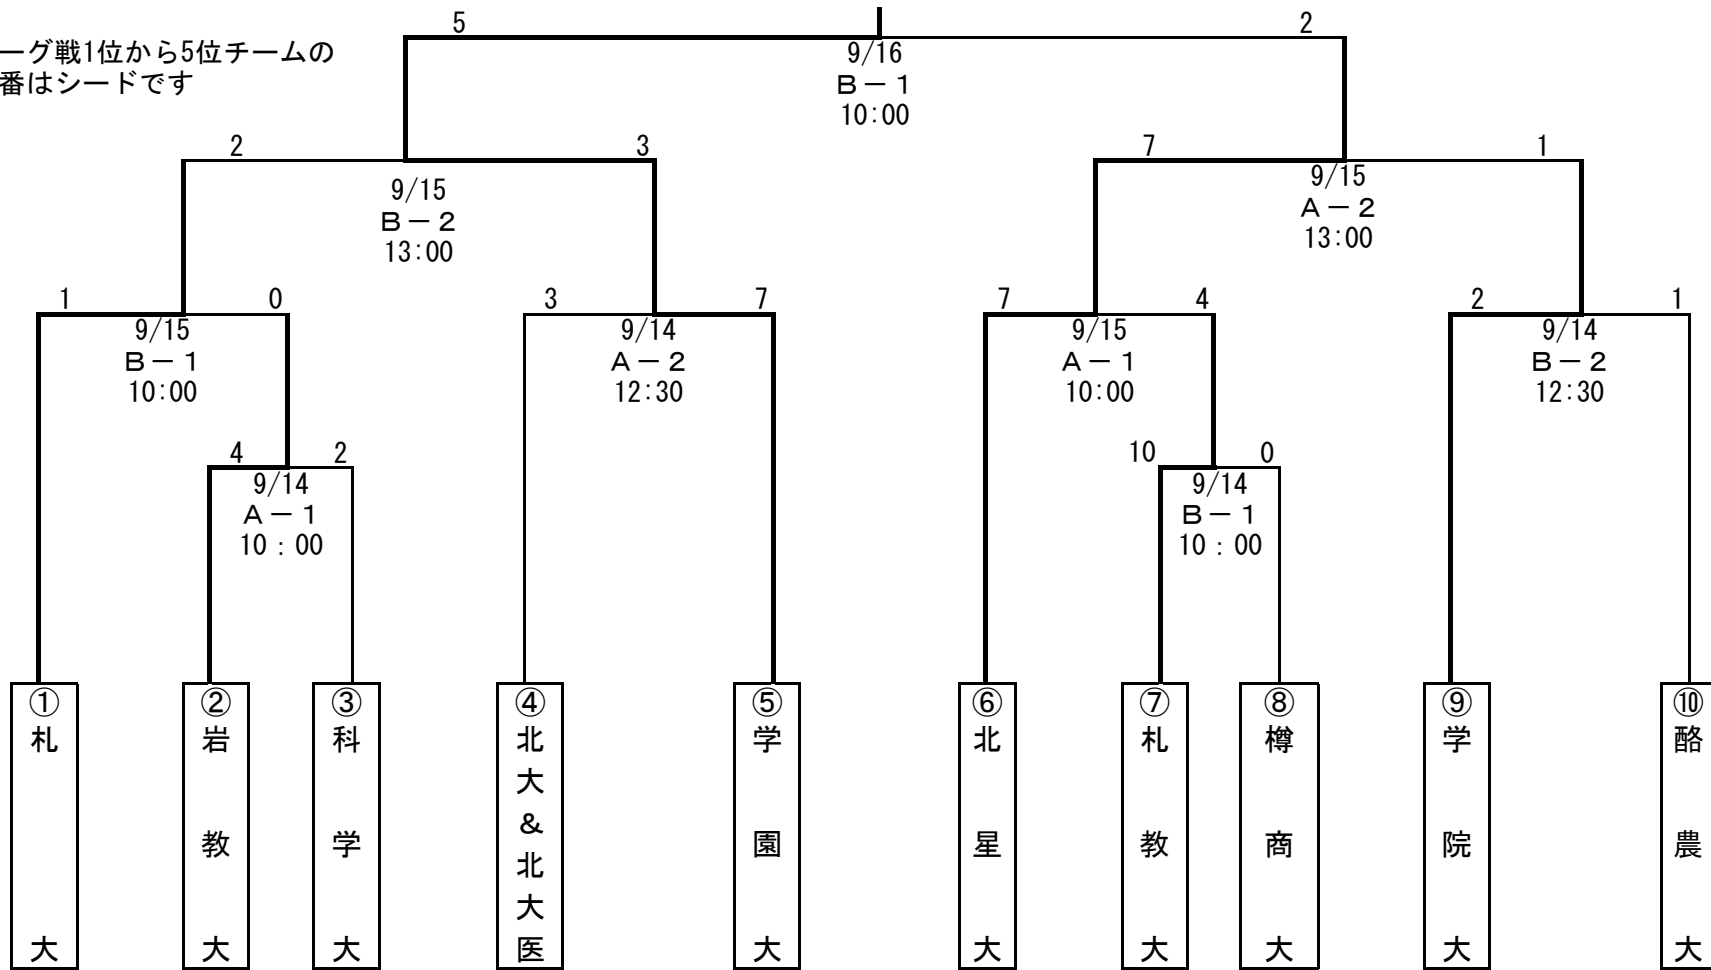 5 2
ーグ戦1位から5位チームの
番はシードです
9/16
B－1
10:00
2 3 7 1
9/15
B－2
13:00
9/15
A－2
13:00
1 0 3 7 7 4 2 1
9/15
B－1
10:00
9/14
A－2
12:30
9/15
A－1
10:00
9/14
B－2
12:30
4 2 10 0
9/14
A－1
10：00
9/14
B－1
10：00
①札大
②岩教大
③科学大
④北大&北大医
⑤学園大
⑥北星大
⑦札教大
⑧樽商大
⑨学院大
⑩酪農大